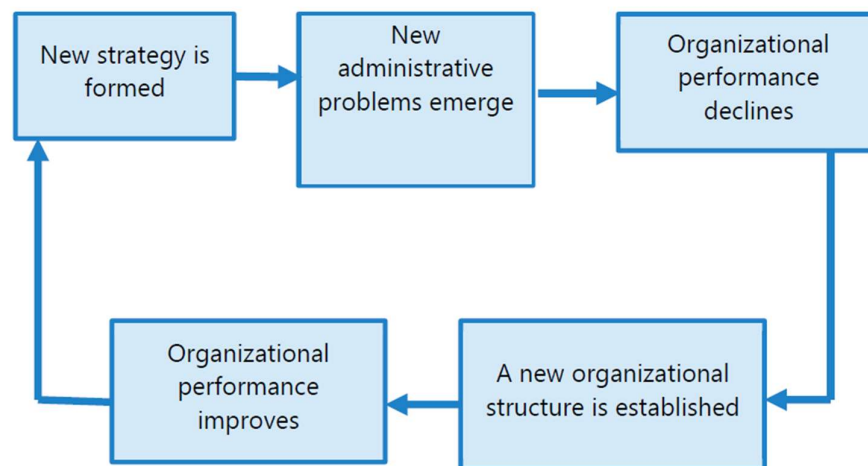 New strategy is
formed
New
administrative
problems emerge
Organizational
performance
declines
Organizational
performance
improves
A new organizational
structure is established